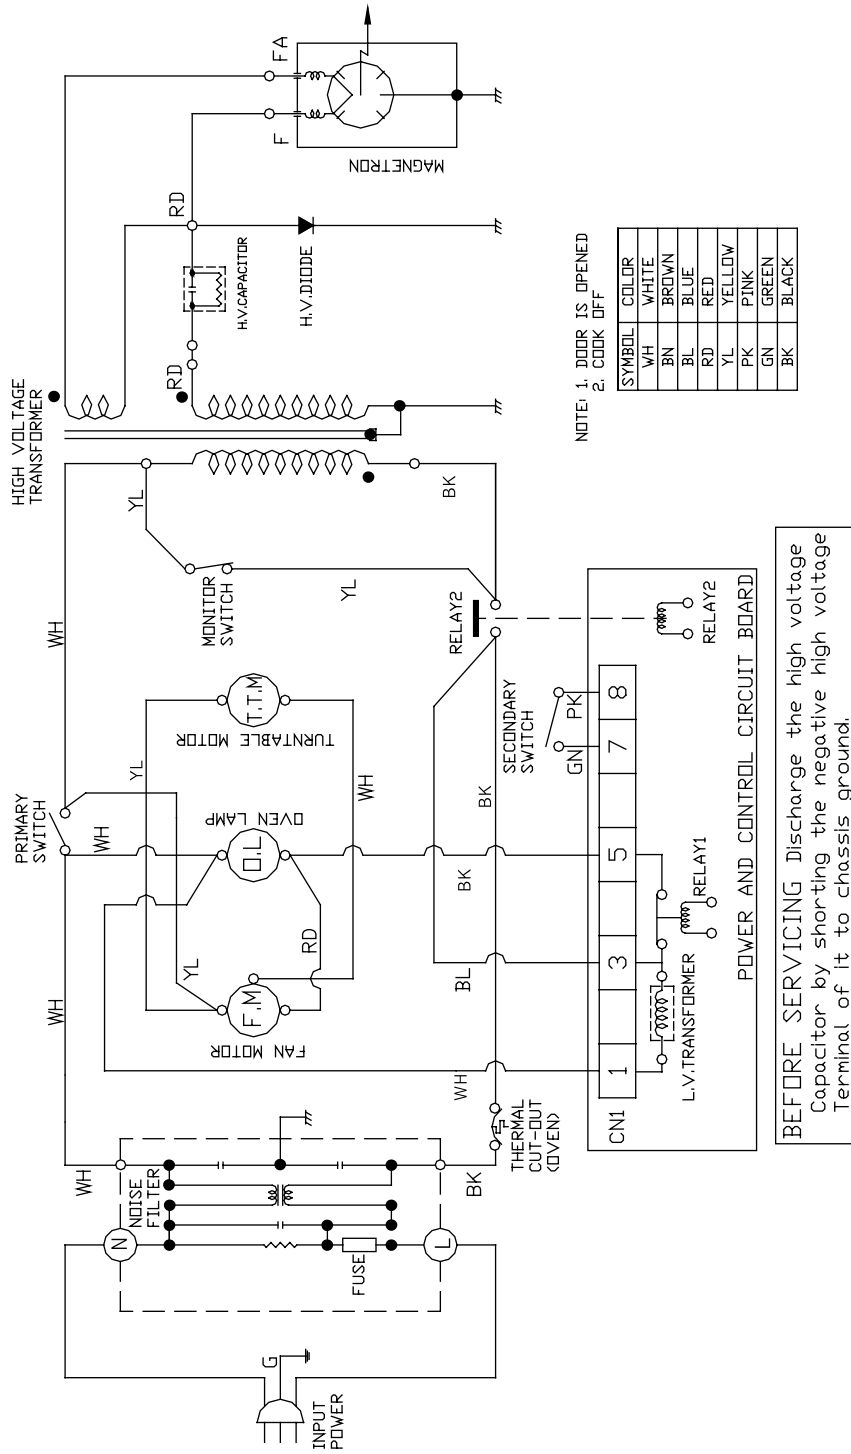 HIGH VOLTAGE
TRANSFORMER
PRIMARY
SWITCH
NOISE
FILTER
INPUT
POWER
G
N
L
FUSE
WH
BK
WH
WH
WH
WH
YL
YL
YL
YL
RD
RD
RD
BK
BK
BK
BL
WH
WH
THERMAL
CUT-OUT
(OVEN)
FAN MOTOR
F.M
OVEN LAMP
O.L
TURNTABLE MOTOR
T.T.M
MONITOR
SWITCH
RELAY2
SECONDARY
SWITCH
GN
PK
CN1
1
3
5
7
8
L.V.TRANSFORMER
RELAY1
RELAY2
POWER AND CONTROL CIRCUIT BOARD
H.V.CAPACITOR
H.V.DIODE
MAGNETRON
F
FA
NOTE: 1. DOOR IS OPENED
2. COOK OFF
SYMBOL COLOR
WH WHITE
BN BROWN
BL BLUE
RD RED
YL YELLOW
PK PINK
GN GREEN
BK BLACK
BEFORE SERVICING Discharge the high voltage
Capacitor by shorting the negative high voltage
Terminal of it to chassis ground.